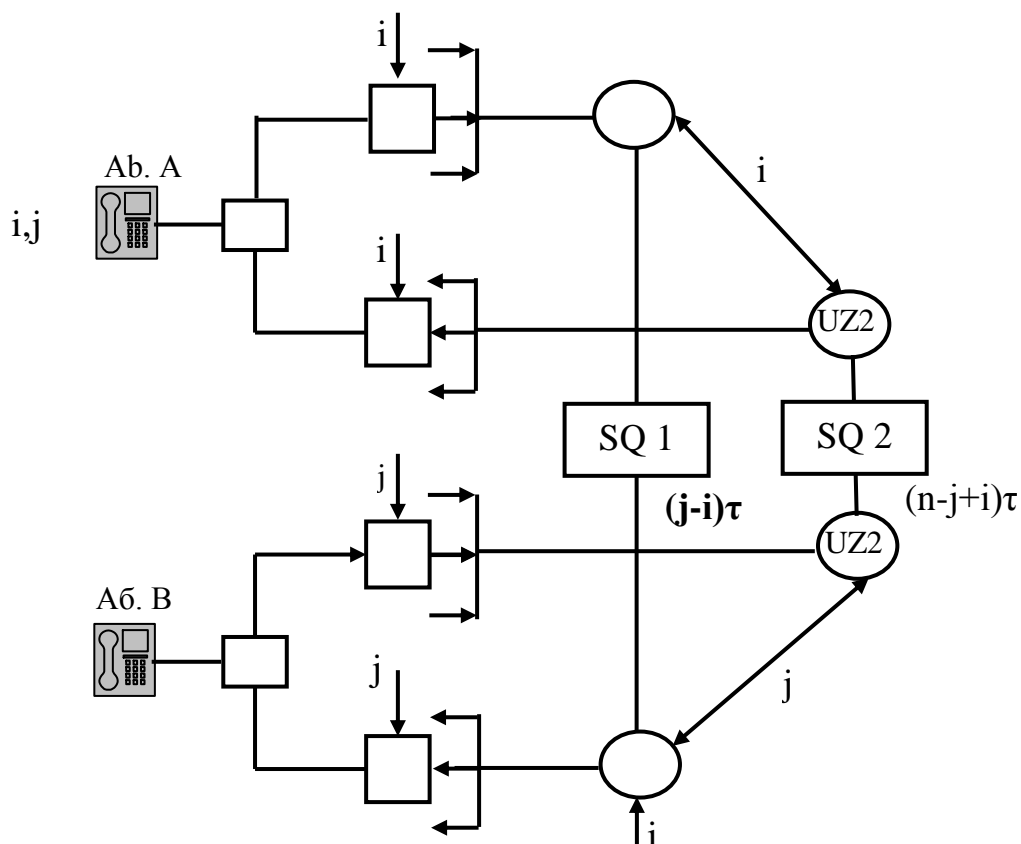 i
Ab. A
i
i,j
i
UZ2
SQ 1
SQ 2
j
(j-i)τ
(n-j+i)τ
UZ2
Аб. В
j
j